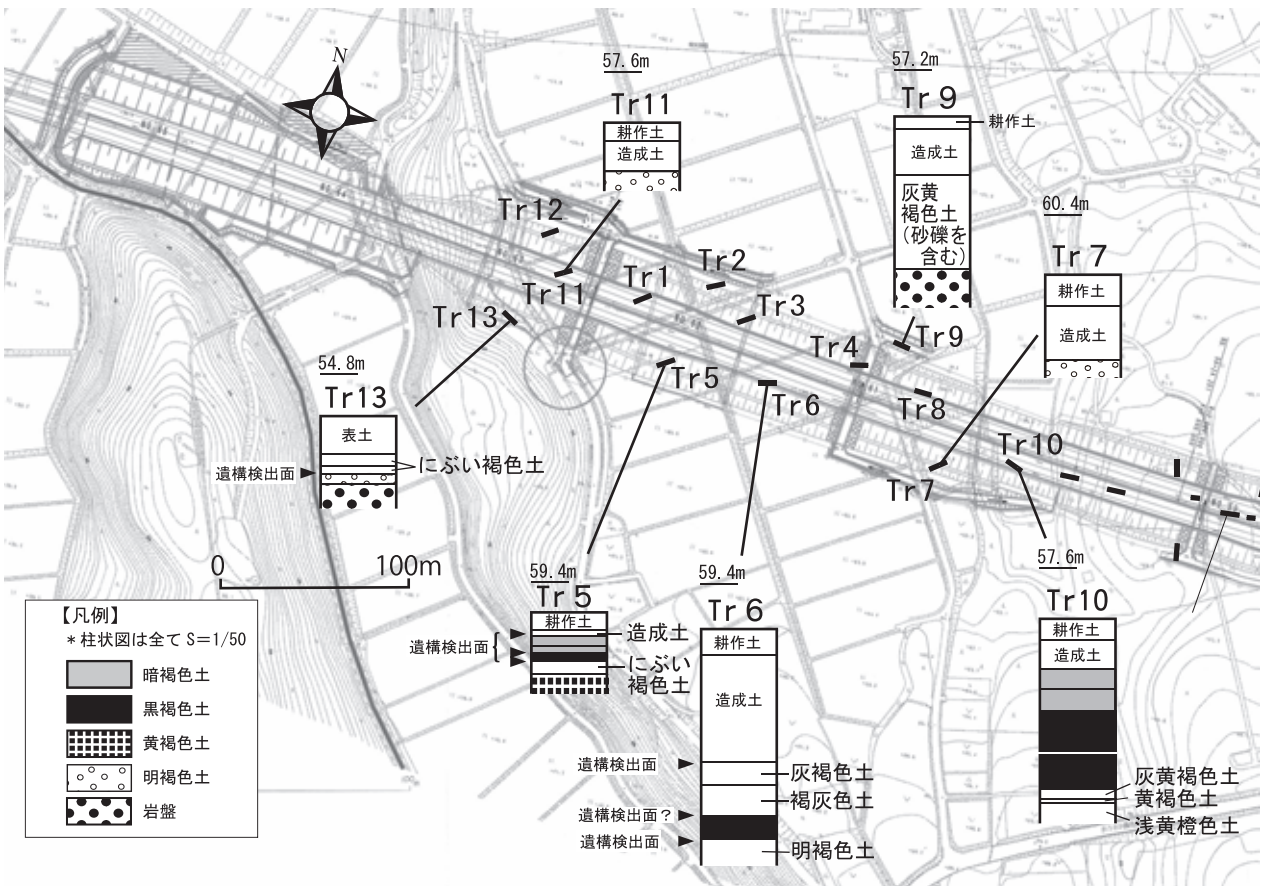 N
57.6m
Tr11
耕作土
造成土
57.2m
Tr9
耕作土
造成土
灰黄
褐色土
(砂礫を
含む)
60.4m
Tr7
耕作土
造成土
Tr12
Tr11
Tr1
Tr2
Tr3
Tr13
Tr4
Tr9
Tr5
Tr6
Tr8
Tr10
Tr7
54.8m
Tr13
表土
にぶい褐色土
遺構検出面
0 100m
59.4m
Tr5
耕作土
造成土
遺構検出面
にぶい
褐色土
59.4m
Tr6
耕作土
造成土
遺構検出面
灰褐色土
褐灰色土
遺構検出面?
遺構検出面
明褐色土
57.6m
Tr10
耕作土
造成土
灰黄褐色土
黄褐色土
浅黄橙色土
【凡例】
*柱状図は全てS=1/50
暗褐色土
黒褐色土
黄褐色土
明褐色土
岩盤